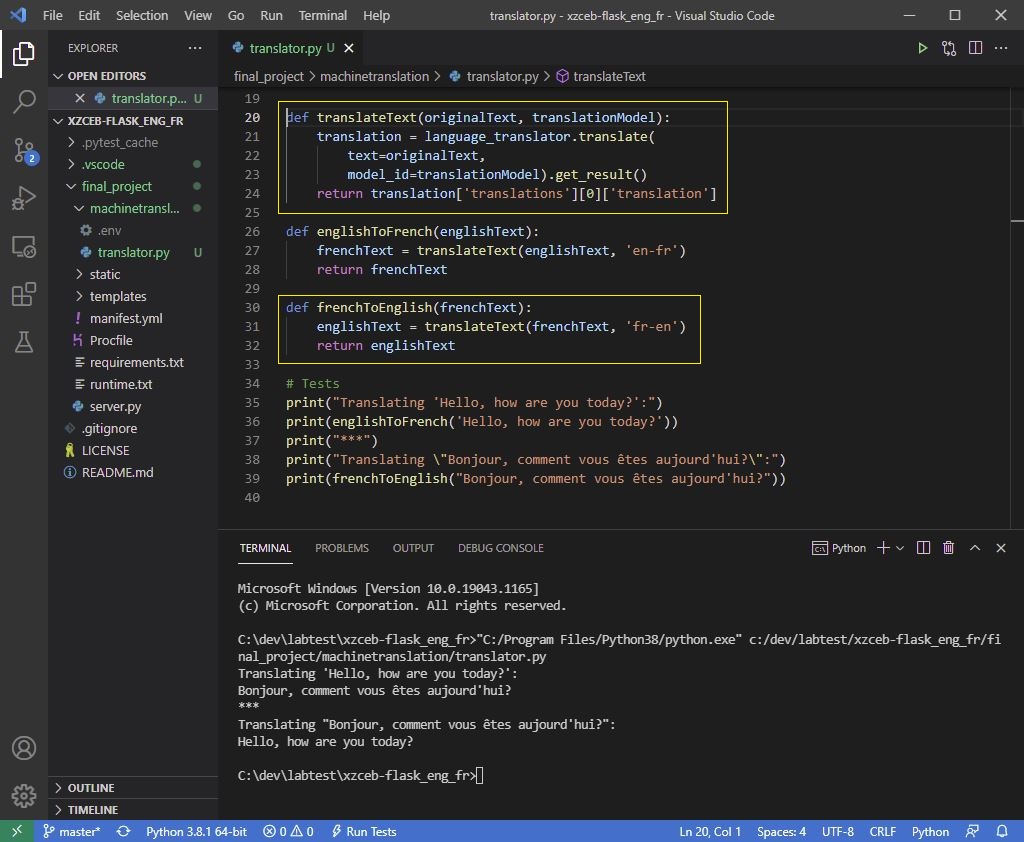 File Edit Selection View Go Run Terminal Help translator.py - xzceb-flask_eng_fr - Visual Studio Code
EXPLORER
OPEN EDITORS
translator.p... U
XZCEB-FLASK_ENG_FR
.pytest_cache
.vscode
final_project
machinetransl...
.env
translator.py U
static
templates
manifest.yml
Procfile
requirements.txt
runtime.txt
server.py
.gitignore
LICENSE
README.md
OUTLINE
TIMELINE
2
translator.py U
final_project > machinetranslation > translator.py > translateText
19
20 def translateText(originalText, translationModel):
21 translation = language_translator.translate(
22 text=originalText,
23 model_id=translationModel).get_result()
24 return translation['translations'][0]['translation']
25
26 def englishToFrench(englishText):
27 frenchText = translateText(englishText, 'en-fr')
28 return frenchText
29
30 def frenchToEnglish(frenchText):
31 englishText = translateText(frenchText, 'fr-en')
32 return englishText
33
34 # Tests
35 print("Translating 'Hello, how are you today?':")
36 print(englishToFrench('Hello, how are you today?'))
37 print("***")
38 print("Translating \"Bonjour, comment vous êtes aujourd'hui?\":")
39 print(frenchToEnglish("Bonjour, comment vous êtes aujourd'hui?"))
40
TERMINAL PROBLEMS OUTPUT DEBUG CONSOLE Python
Microsoft Windows [Version 10.0.19043.1165]
(c) Microsoft Corporation. All rights reserved.
C:\dev\labtest\xzceb-flask_eng_fr>"C:/Program Files/Python38/python.exe" c:/dev/labtest/xzceb-flask_eng_fr/fi
nal_project/machinetranslation/translator.py
Translating 'Hello, how are you today?':
Bonjour, comment vous êtes aujourd'hui?
***
Translating "Bonjour, comment vous êtes aujourd'hui?":
Hello, how are you today?
C:\dev\labtest\xzceb-flask_eng_fr>
master* Python 3.8.1 64-bit 0 0 Run Tests Ln 20, Col 1 Spaces: 4 UTF-8 CRLF Python